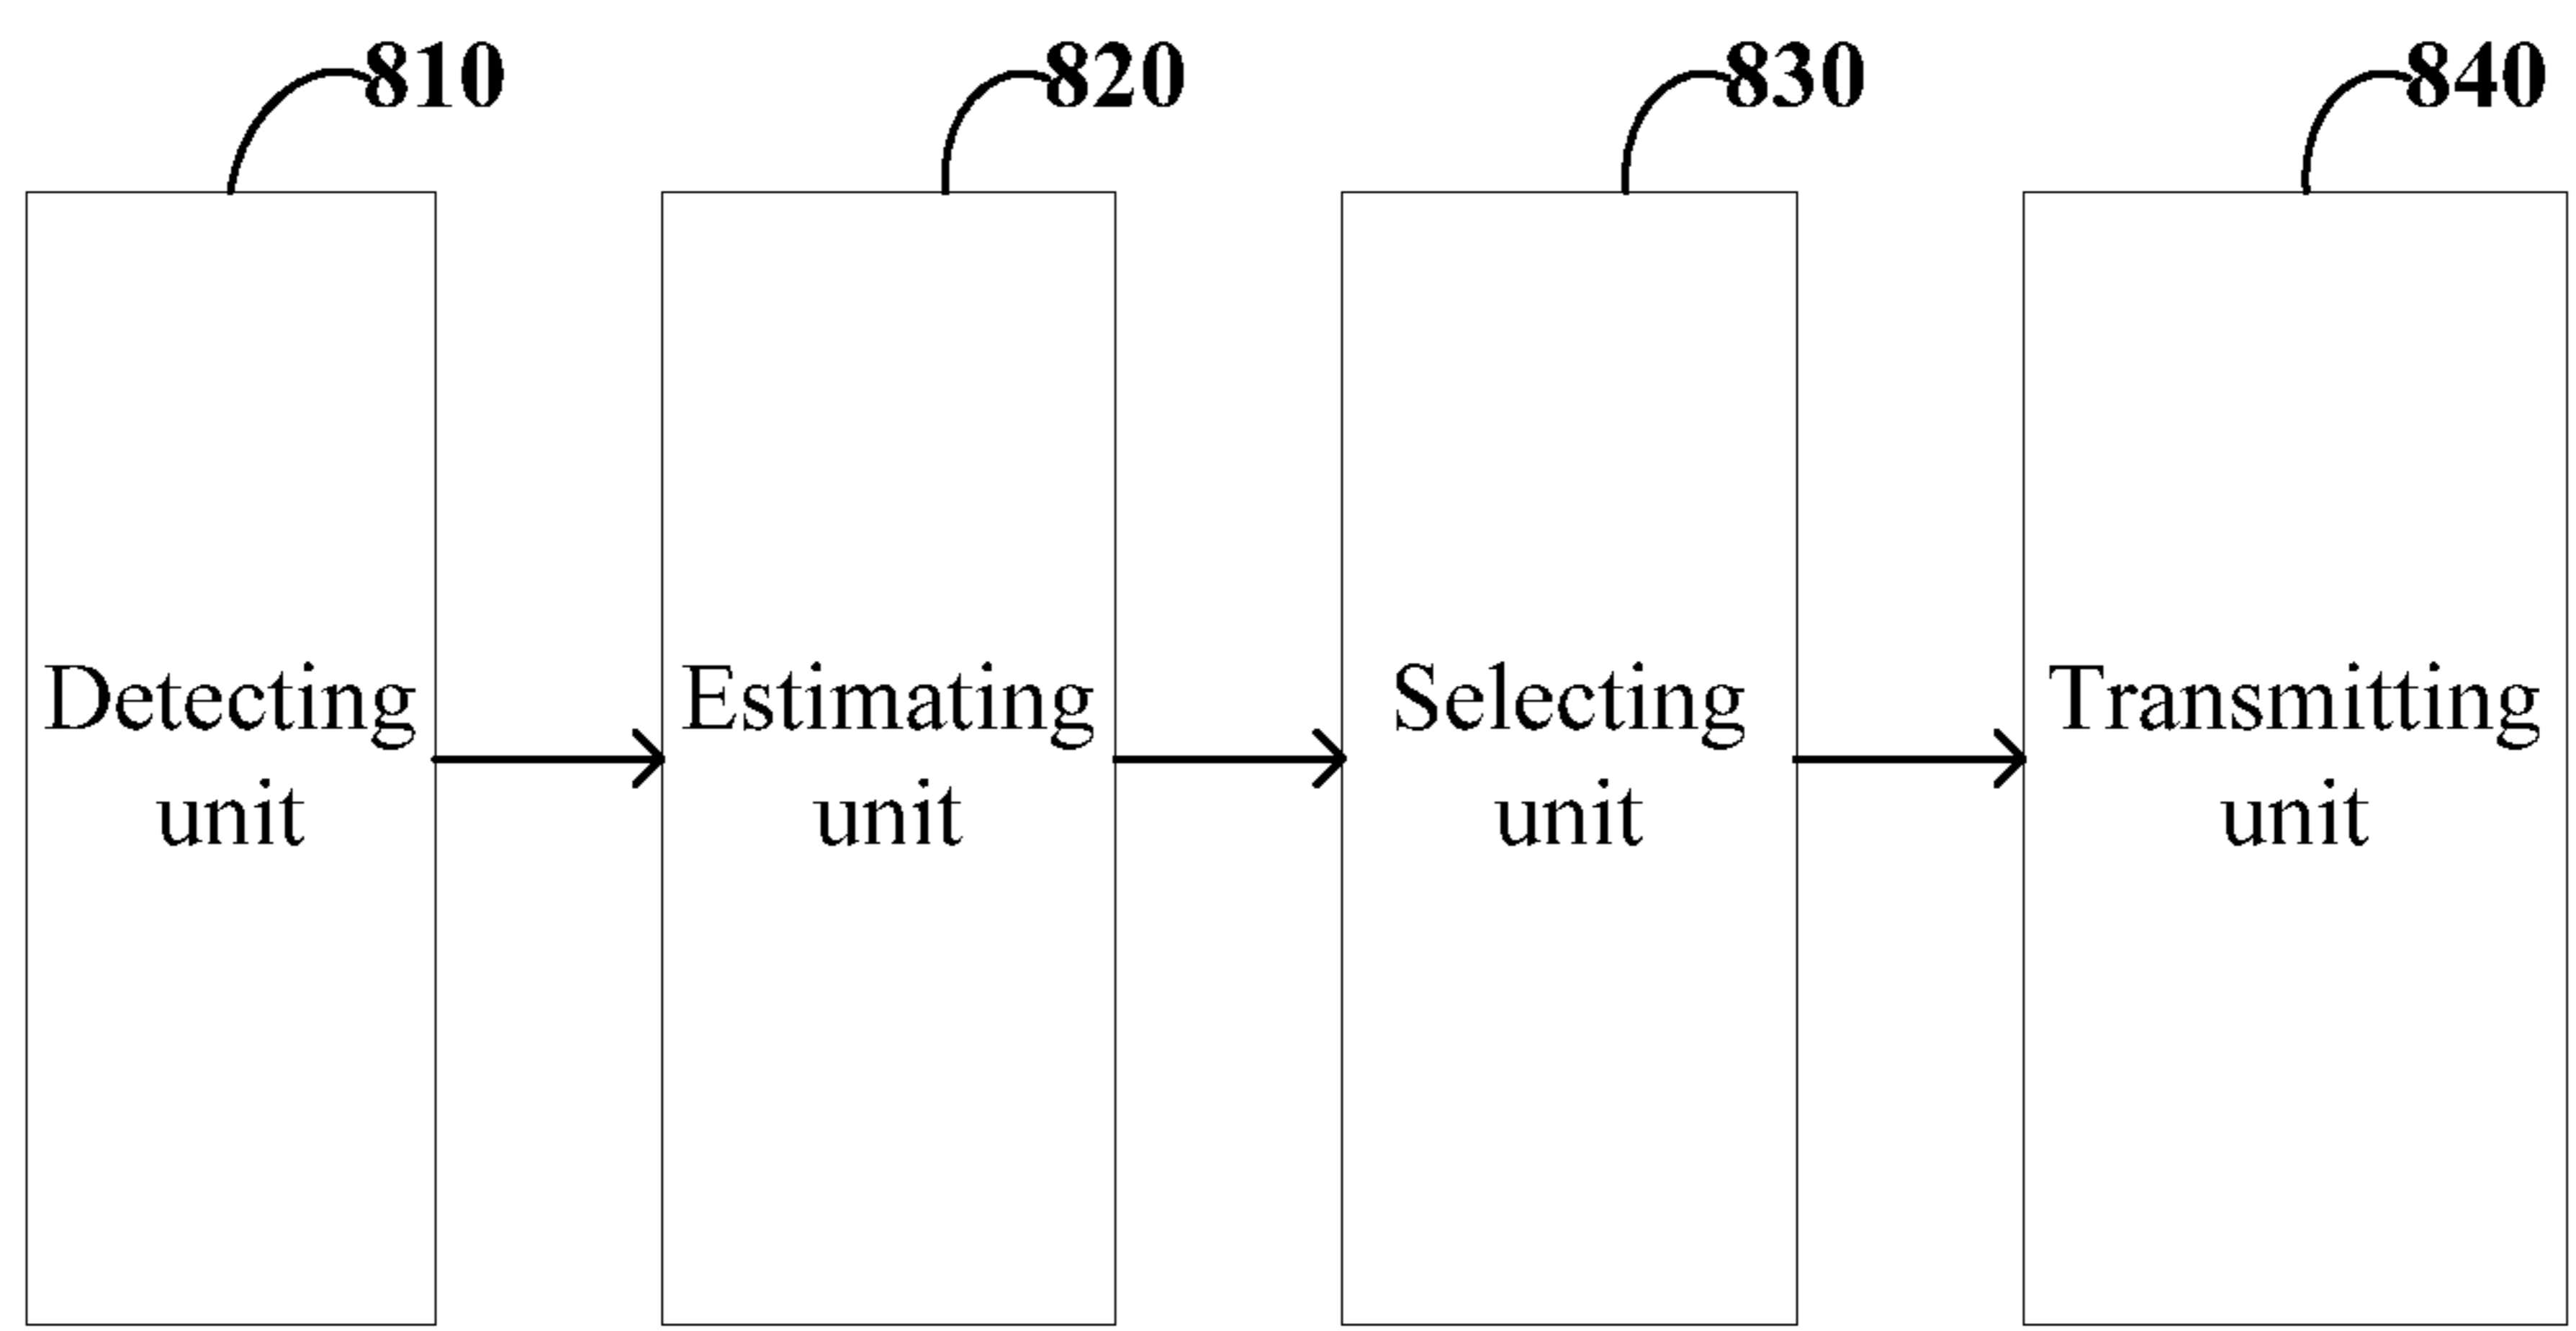 810
820
830
840
Detecting
unit
Estimating
unit
Selecting
unit
Transmitting
unit